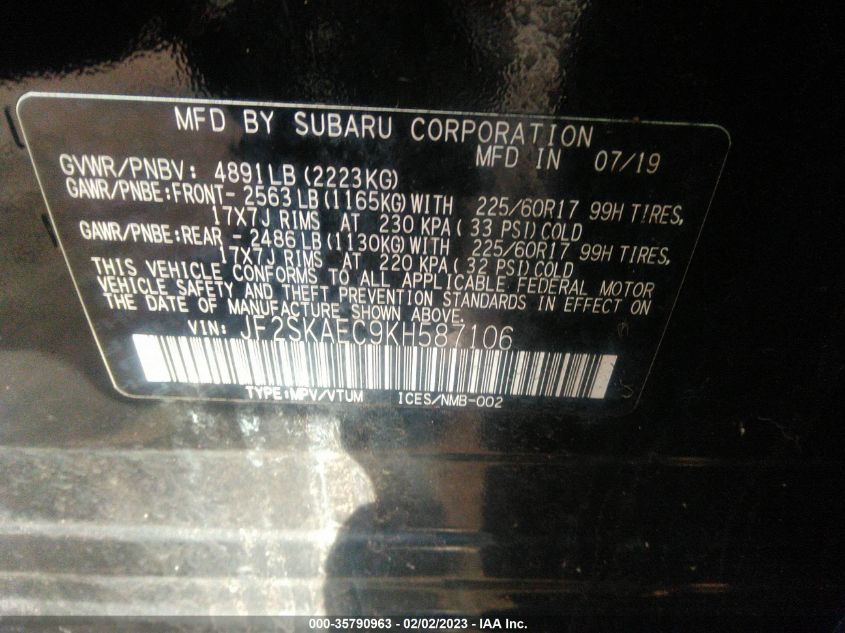 MFD BY SUBARU CORPORATION
MFD IN 07/19
GVWR/PNBV: 4891LB (2223KG)
GAWR/PNBE:FRONT- 2563 LB (1165KG) WITH 225/60R17 99H TIRES,
17X7J RIMS AT 230 KPA( 33 PSI) COLD
GAWR/PNBE:REAR - 2486 LB (1130KG) WITH 225/60R17 99H TIRES,
17X7J RIMS AT 220 KPA( 32 PSI) COLD
THIS VEHICLE CONFORMS TO ALL APPLICABLE FEDERAL MOTOR
VEHICLE SAFETY AND THEFT PREVENTION STANDARDS IN EFFECT ON
THE DATE OF MANUFACTURE SHOWN ABOVE.
VIN: JF2SKAEC9KH587106
TYPE:MPV/VTUM ICES/NMB-002
000-35790963 - 02/02/2023 - IAA Inc.